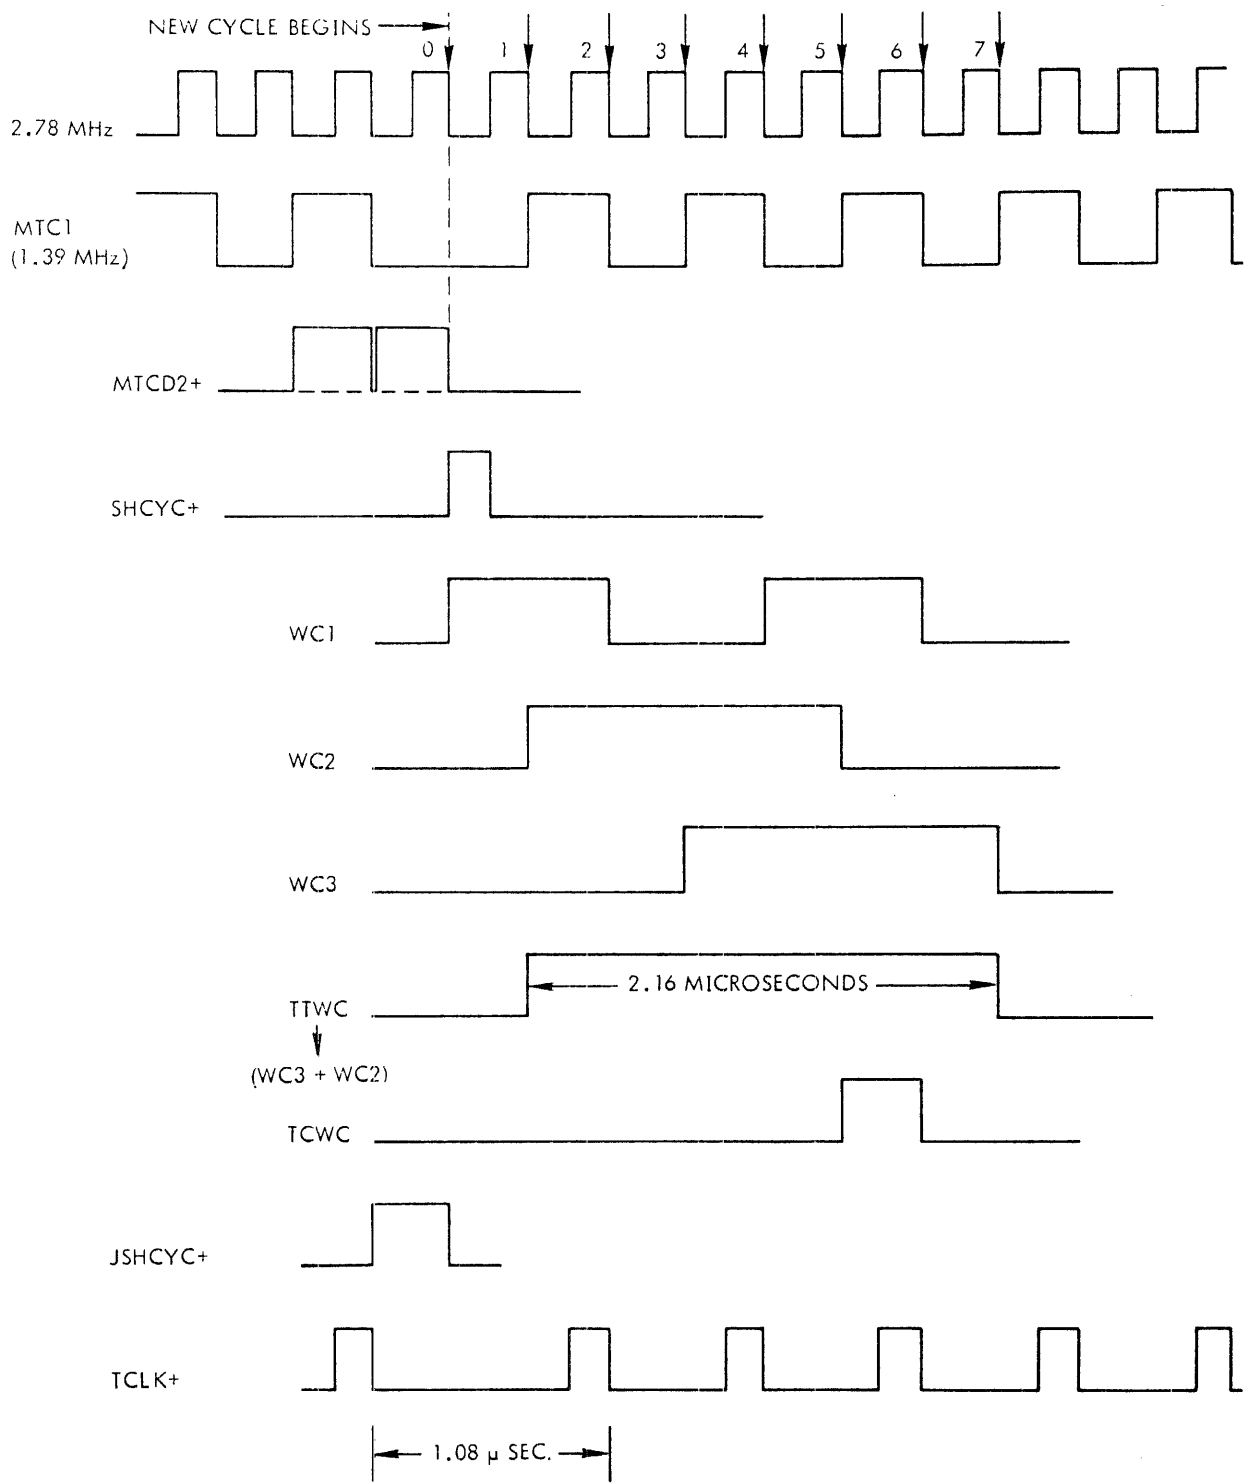 NEW CYCLE BEGINS
0 1 2 3 4 5 6 7
2.78 MHz
MTC1
(1.39 MHz)
MTCD2+
SHCYC+
WC1
WC2
WC3
2.16 MICROSECONDS
TTWC
(WC3 + WC2)
TCWC
JSHCYC+
TCLK+
1.08 µ SEC.